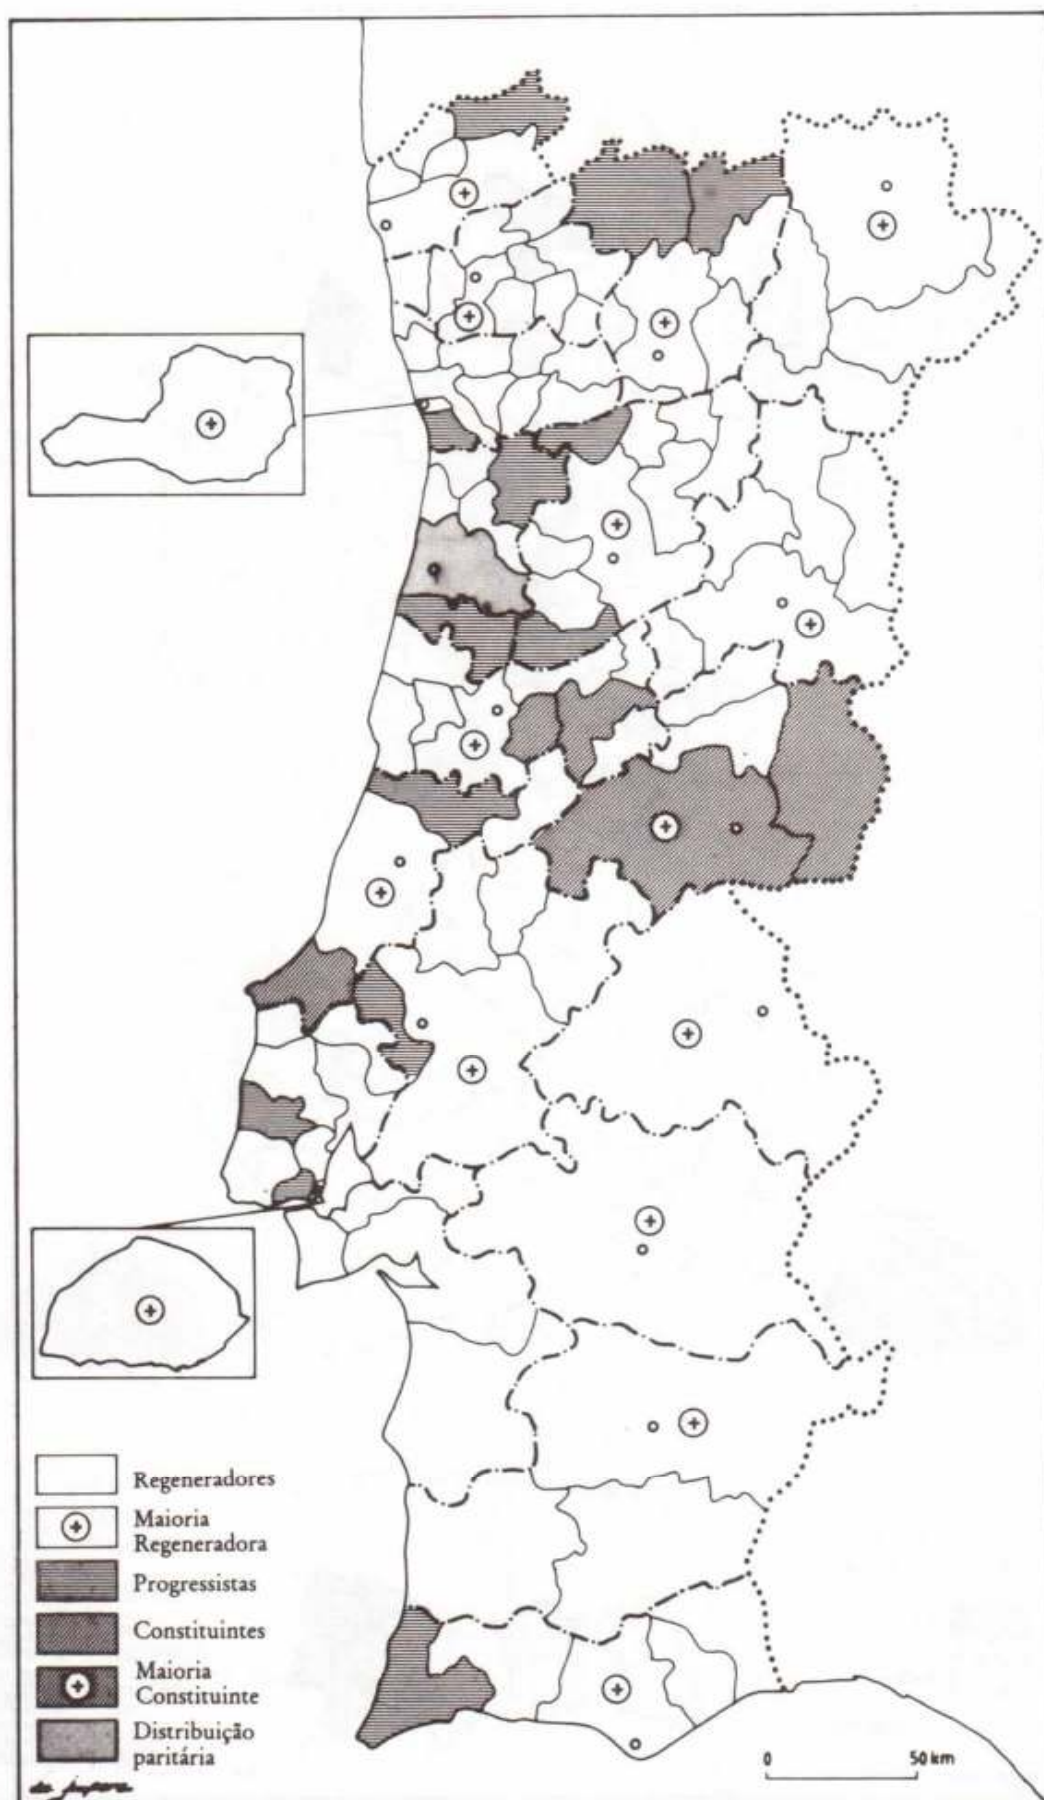 Regeneradores
Maioria
Regeneradora
Progressistas
Constituintes
Maioria
Constituinte
Distribuição
paritária
0 50 km